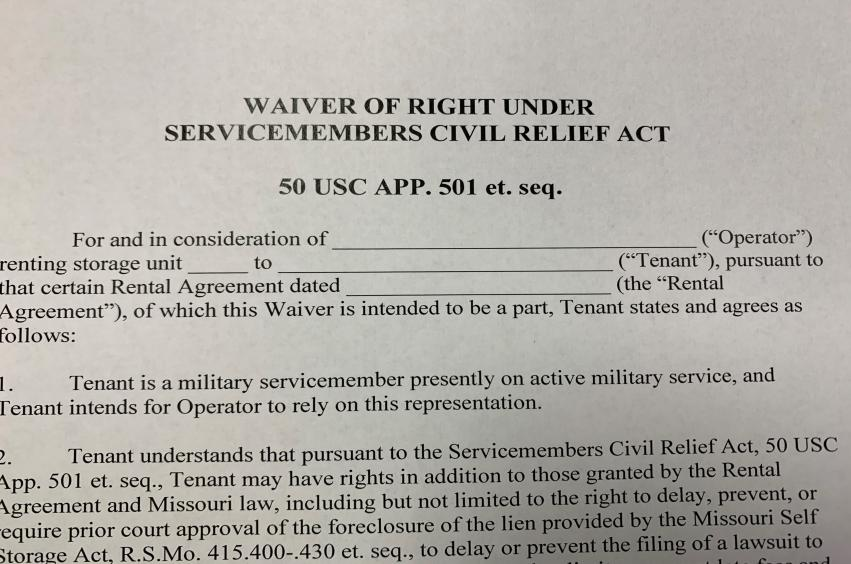 WAIVER OF RIGHT UNDER
SERVICEMEMBERS CIVIL RELIEF ACT
50 USC APP. 501 et. seq.
For and in consideration of ______________________ (“Operator”)
renting storage unit _____ to ______________________ (“Tenant”), pursuant to
that certain Rental Agreement dated ______________________ (the “Rental
Agreement”), of which this Waiver is intended to be a part, Tenant states and agrees as
follows:
1. Tenant is a military servicemember presently on active military service, and
Tenant intends for Operator to rely on this representation.
2. Tenant understands that pursuant to the Servicemembers Civil Relief Act, 50 USC
App. 501 et. seq., Tenant may have rights in addition to those granted by the Rental
Agreement and Missouri law, including but not limited to the right to delay, prevent, or
require prior court approval of the foreclosure of the lien provided by the Missouri Self
Storage Act, R.S.Mo. 415.400-.430 et. seq., to delay or prevent the filing of a lawsuit to